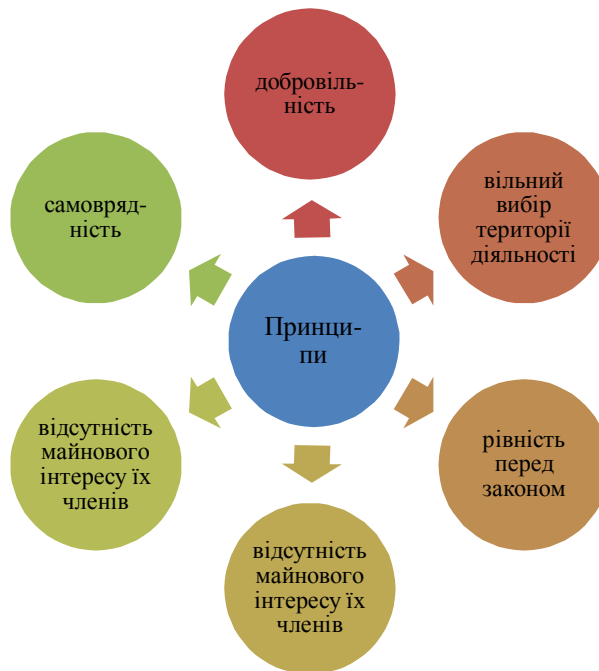 добровіль-
ність
вільний
вибір
території
діяльності
рівність
перед
законом
відсутність
майнового
інтересу їх
членів
відсутність
майнового
інтересу їх
членів
самовряд-
ність
Принци-
пи